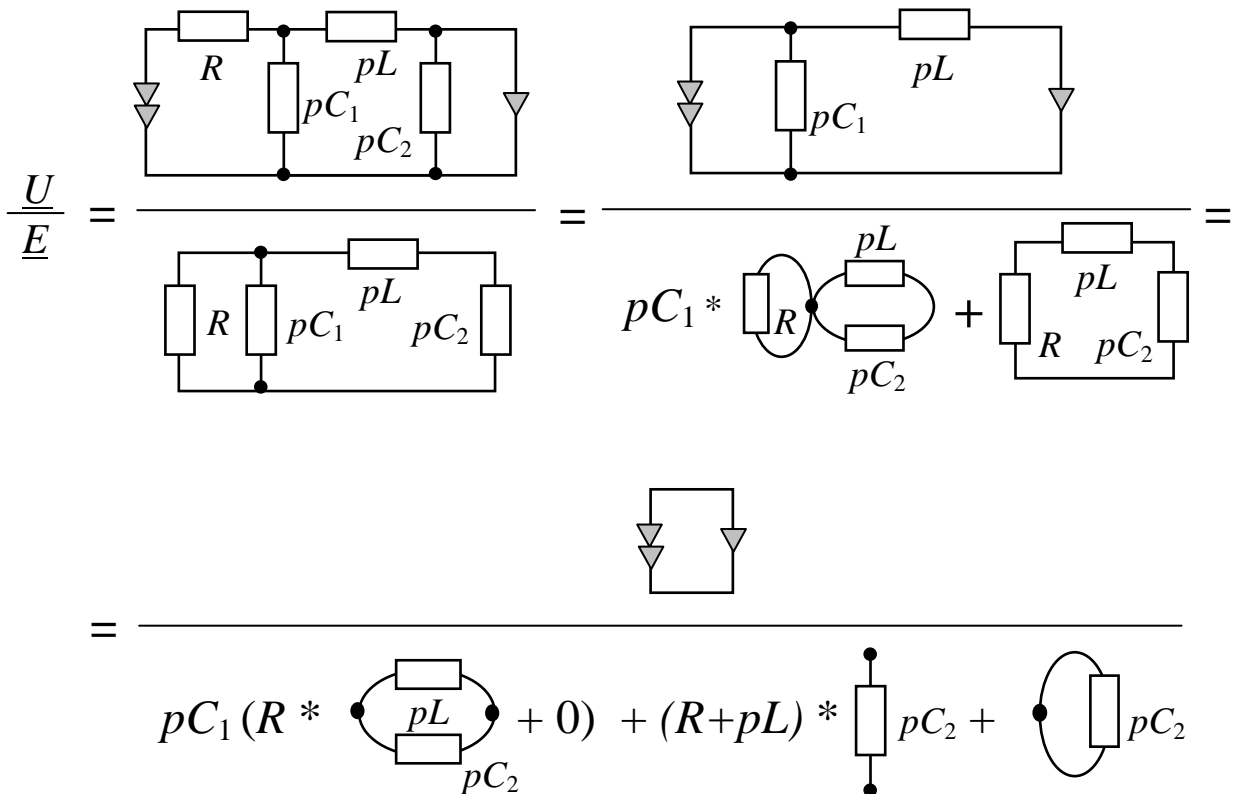 R pL pL
pC₁ pC₁
pC₂
U/E = = =
R pC₁ pL pC₂ pC₁ * R pL pC₂ + R pL pC₂
= pC₁ (R * pL pC₂ + 0) + (R+pL) * pC₂ + pC₂